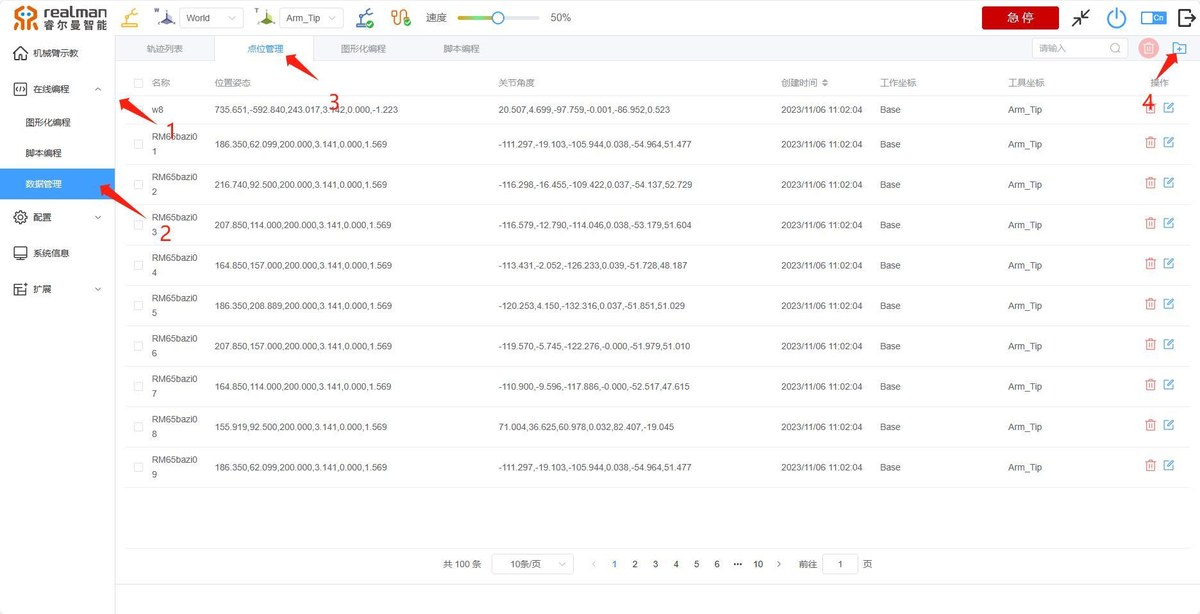 realman
睿尔曼智能
W World T Arm_Tip 速度 50% 急停 Cn
机械臂示教
在线编程
图形化编程
脚本编程
数据管理
配置
系统信息
扩展
轨迹列表 点位管理 图形化编程 脚本编程 请输入
1
2
3
4
名称 位置姿态 关节角度 创建时间 工作坐标 工具坐标 操作
w8 735.651,-592.840,243.017,3.142,0.000,-1.223 20.507,4.699,-97.759,-0.001,-86.952,0.523 2023/11/06 11:02:04 Base Arm_Tip
RM65bazi0
1 186.350,62.099,200.000,3.141,0.000,1.569 -111.297,-19.103,-105.944,0.038,-54.964,51.477 2023/11/06 11:02:04 Base Arm_Tip
RM65bazi0
2 216.740,92.500,200.000,3.141,0.000,1.569 -116.298,-16.455,-109.422,0.037,-54.137,52.729 2023/11/06 11:02:04 Base Arm_Tip
RM65bazi0
3 207.850,114.000,200.000,3.141,0.000,1.569 -116.579,-12.790,-114.046,0.038,-53.179,51.604 2023/11/06 11:02:04 Base Arm_Tip
RM65bazi0
4 164.850,157.000,200.000,3.141,0.000,1.569 -113.431,-2.052,-126.233,0.039,-51.728,48.187 2023/11/06 11:02:04 Base Arm_Tip
RM65bazi0
5 186.350,208.889,200.000,3.141,0.000,1.569 -120.253,4.150,-132.316,0.037,-51.851,51.029 2023/11/06 11:02:04 Base Arm_Tip
RM65bazi0
6 207.850,157.000,200.000,3.141,0.000,1.569 -119.570,-5.745,-122.276,-0.000,-51.979,51.010 2023/11/06 11:02:04 Base Arm_Tip
RM65bazi0
7 164.850,114.000,200.000,3.141,0.000,1.569 -110.900,-9.596,-117.886,-0.000,-52.517,47.615 2023/11/06 11:02:04 Base Arm_Tip
RM65bazi0
8 155.919,92.500,200.000,3.141,0.000,1.569 71.004,36.625,60.978,0.032,82.407,-19.045 2023/11/06 11:02:04 Base Arm_Tip
RM65bazi0
9 186.350,62.099,200.000,3.141,0.000,1.569 -111.297,-19.103,-105.944,0.038,-54.964,51.477 2023/11/06 11:02:04 Base Arm_Tip
共 100 条 10条/页 1 2 3 4 5 6 ••• 10 前往 1 页